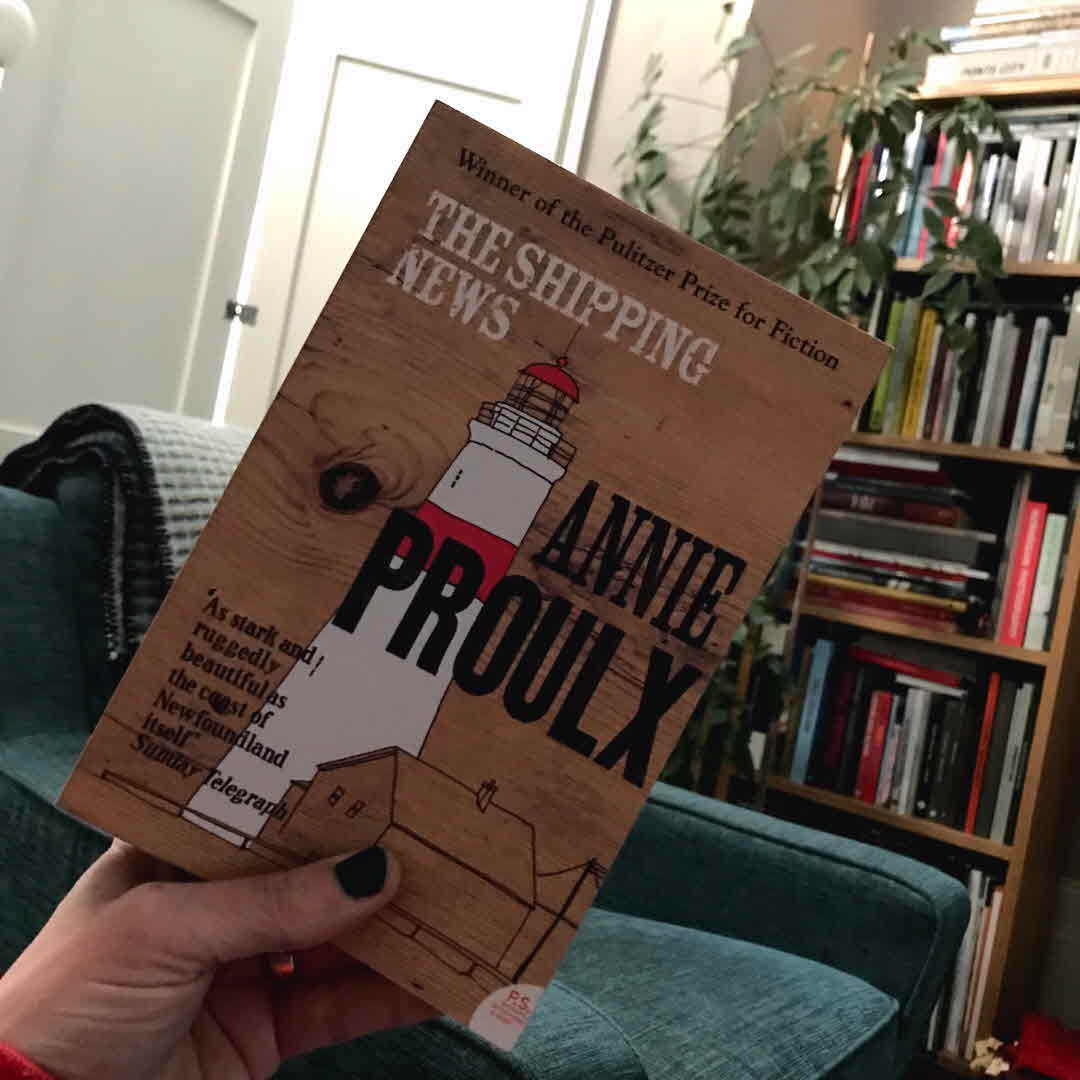 Winner of the Pulitzer Prize for Fiction
THE SHIPPING
NEWS
ANNIE
PROULX
'As stark and
ruggedly
beautiful as
the coast of
Newfoundland
itself'
Sunday Telegraph
P.S.